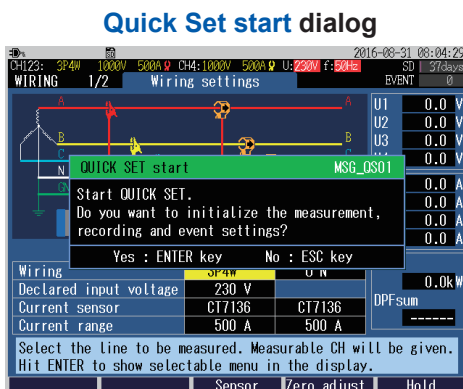 Quick Set start dialog
SD 2016-08-31 08:04:29
CH123: 3P4W 1000V 500A CH4:1000V 500A U:230V f:50Hz SD 37days
WIRING 1/2 Wiring settings EVENT 0
A A U1 0.0 V
U2 0.0 V
B B U3 0.0 V
C 0.0 V
QUICK SET start MSG_QS01
N 0.0 A
Start QUICK SET.
0.0 A
Do you want to initialize the measurement,
0.0 A
recording and event settings?
0.0 A
Yes : ENTER key No : ESC key
Wiring 3P4W U N
0.0kW
Declared input voltage 230 V
DPFsum
Current sensor CT7136 CT7136
------
Current range 500 A 500 A
Select the line to be measured. Measurable CH will be given.
Hit ENTER to show selectable menu in the display.
Sensor Zero adjust Hold